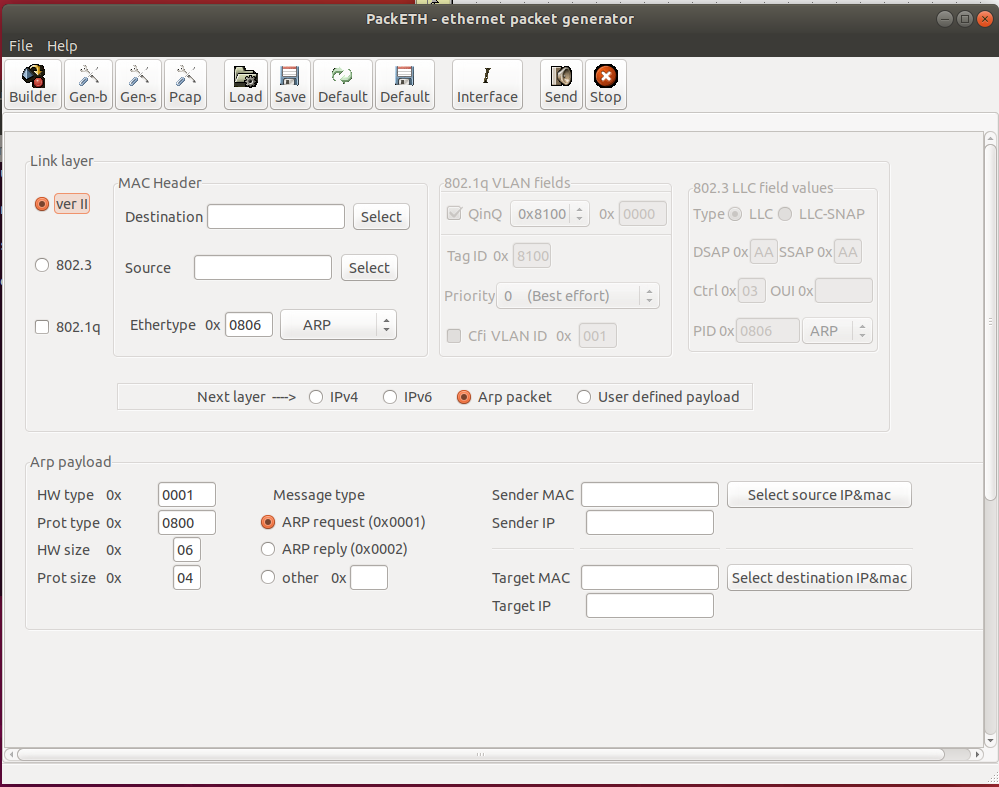 PackETH - ethernet packet generator
File Help
Builder Gen-b Gen-s Pcap Load Save Default Default Interface Send Stop
Link layer
ver II
802.3
802.1q
MAC Header
Destination Select
Source Select
Ethertype 0x 0806 ARP
802.1q VLAN fields
QinQ 0x8100 0x 0000
Tag ID 0x 8100
Priority 0 (Best effort)
Cfi VLAN ID 0x 001
802.3 LLC field values
Type LLC LLC-SNAP
DSAP 0x AA SSAP 0x AA
Ctrl 0x 03 OUI 0x
PID 0x 0806 ARP
Next layer ----> IPv4 IPv6 Arp packet User defined payload
Arp payload
HW type 0x 0001
Prot type 0x 0800
HW size 0x 06
Prot size 0x 04
Message type
ARP request (0x0001)
ARP reply (0x0002)
other 0x
Sender MAC Select source IP&mac
Sender IP
Target MAC Select destination IP&mac
Target IP